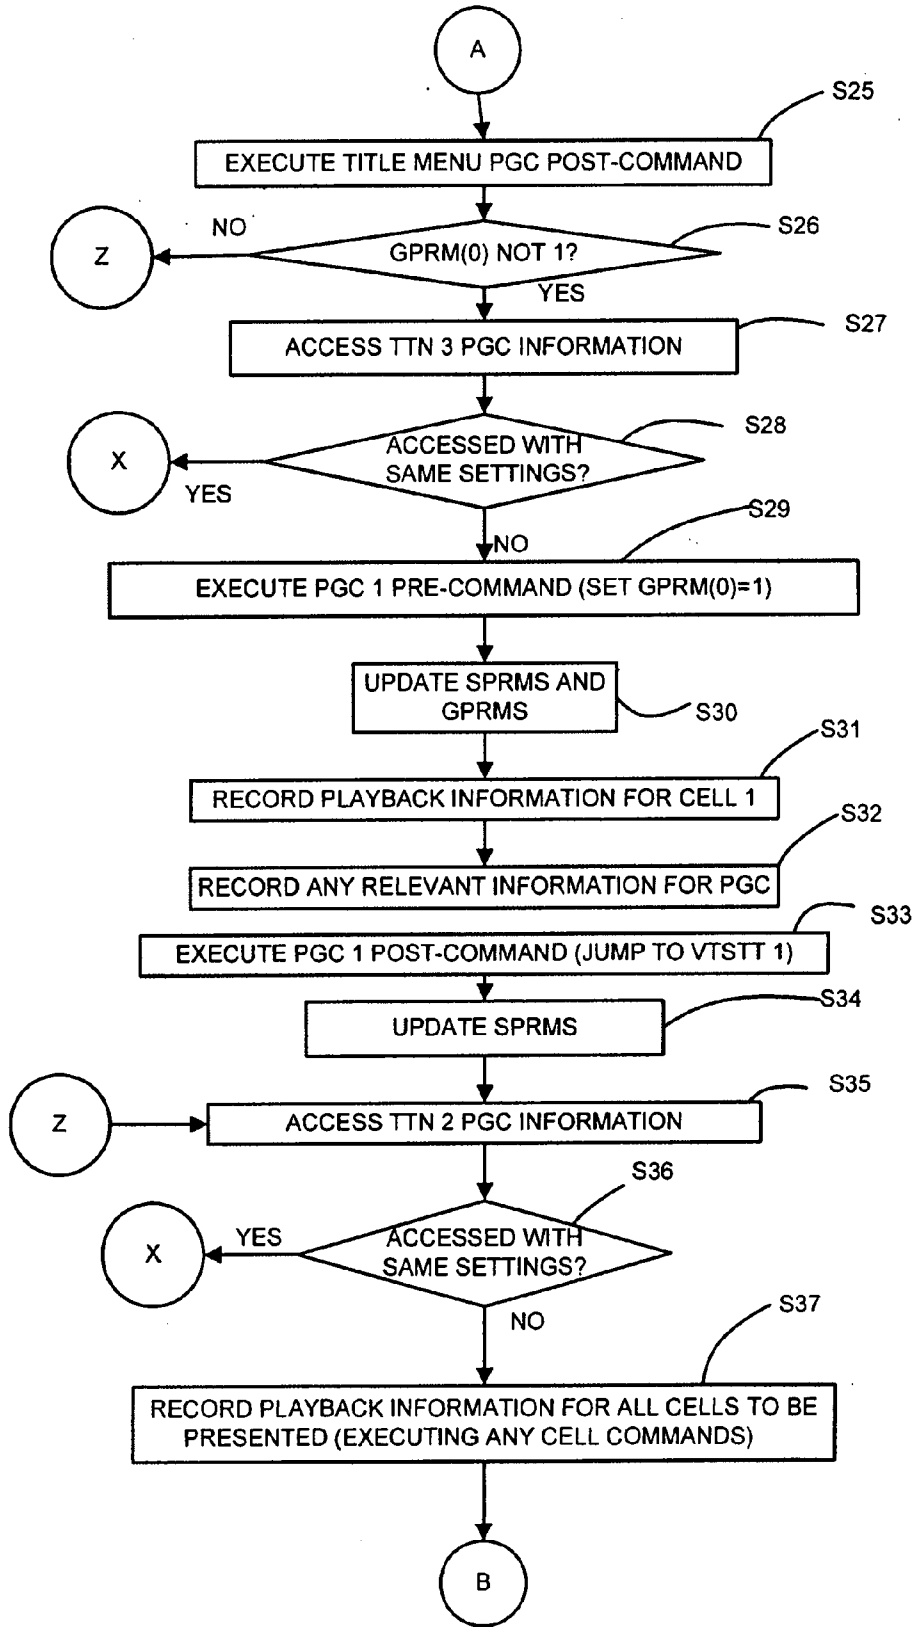 A
S25
EXECUTE TITLE MENU PGC POST-COMMAND
NO
S26
Z
GPRM(0) NOT 1?
YES
S27
ACCESS TTN 3 PGC INFORMATION
S28
X
ACCESSED WITH
SAME SETTINGS?
YES
S29
NO
EXECUTE PGC 1 PRE-COMMAND (SET GPRM(0)=1)
UPDATE SPRMS AND
GPRMS
S30
S31
RECORD PLAYBACK INFORMATION FOR CELL 1
S32
RECORD ANY RELEVANT INFORMATION FOR PGC
S33
EXECUTE PGC 1 POST-COMMAND (JUMP TO VTSTT 1)
S34
UPDATE SPRMS
S35
Z
ACCESS TTN 2 PGC INFORMATION
S36
X
YES
ACCESSED WITH
SAME SETTINGS?
NO
S37
RECORD PLAYBACK INFORMATION FOR ALL CELLS TO BE
PRESENTED (EXECUTING ANY CELL COMMANDS)
B